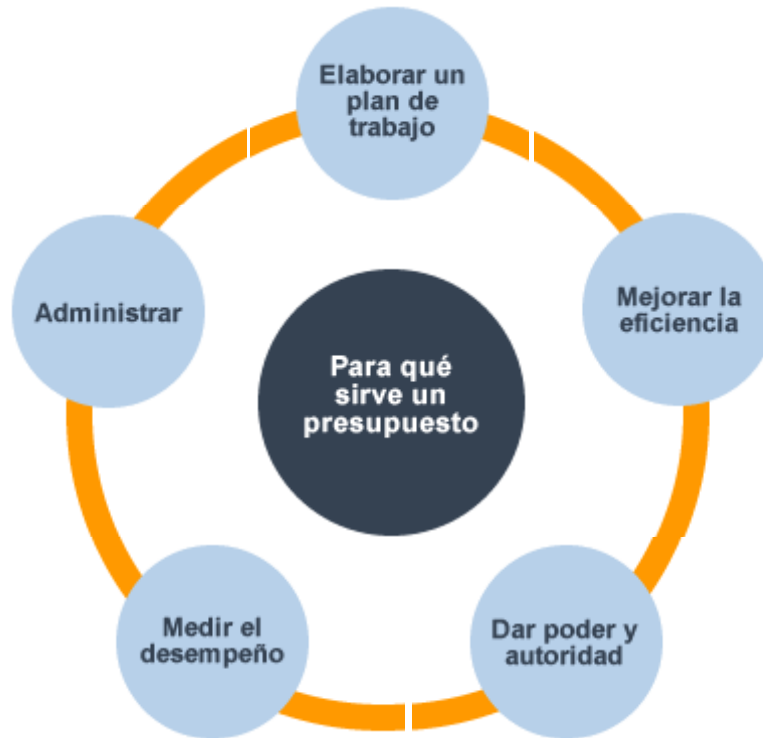 Elaborar un
plan de
trabajo
Mejorar la
eficiencia
Administrar
Para qué
sirve un
presupuesto
Medir el
desempeño
Dar poder y
autoridad